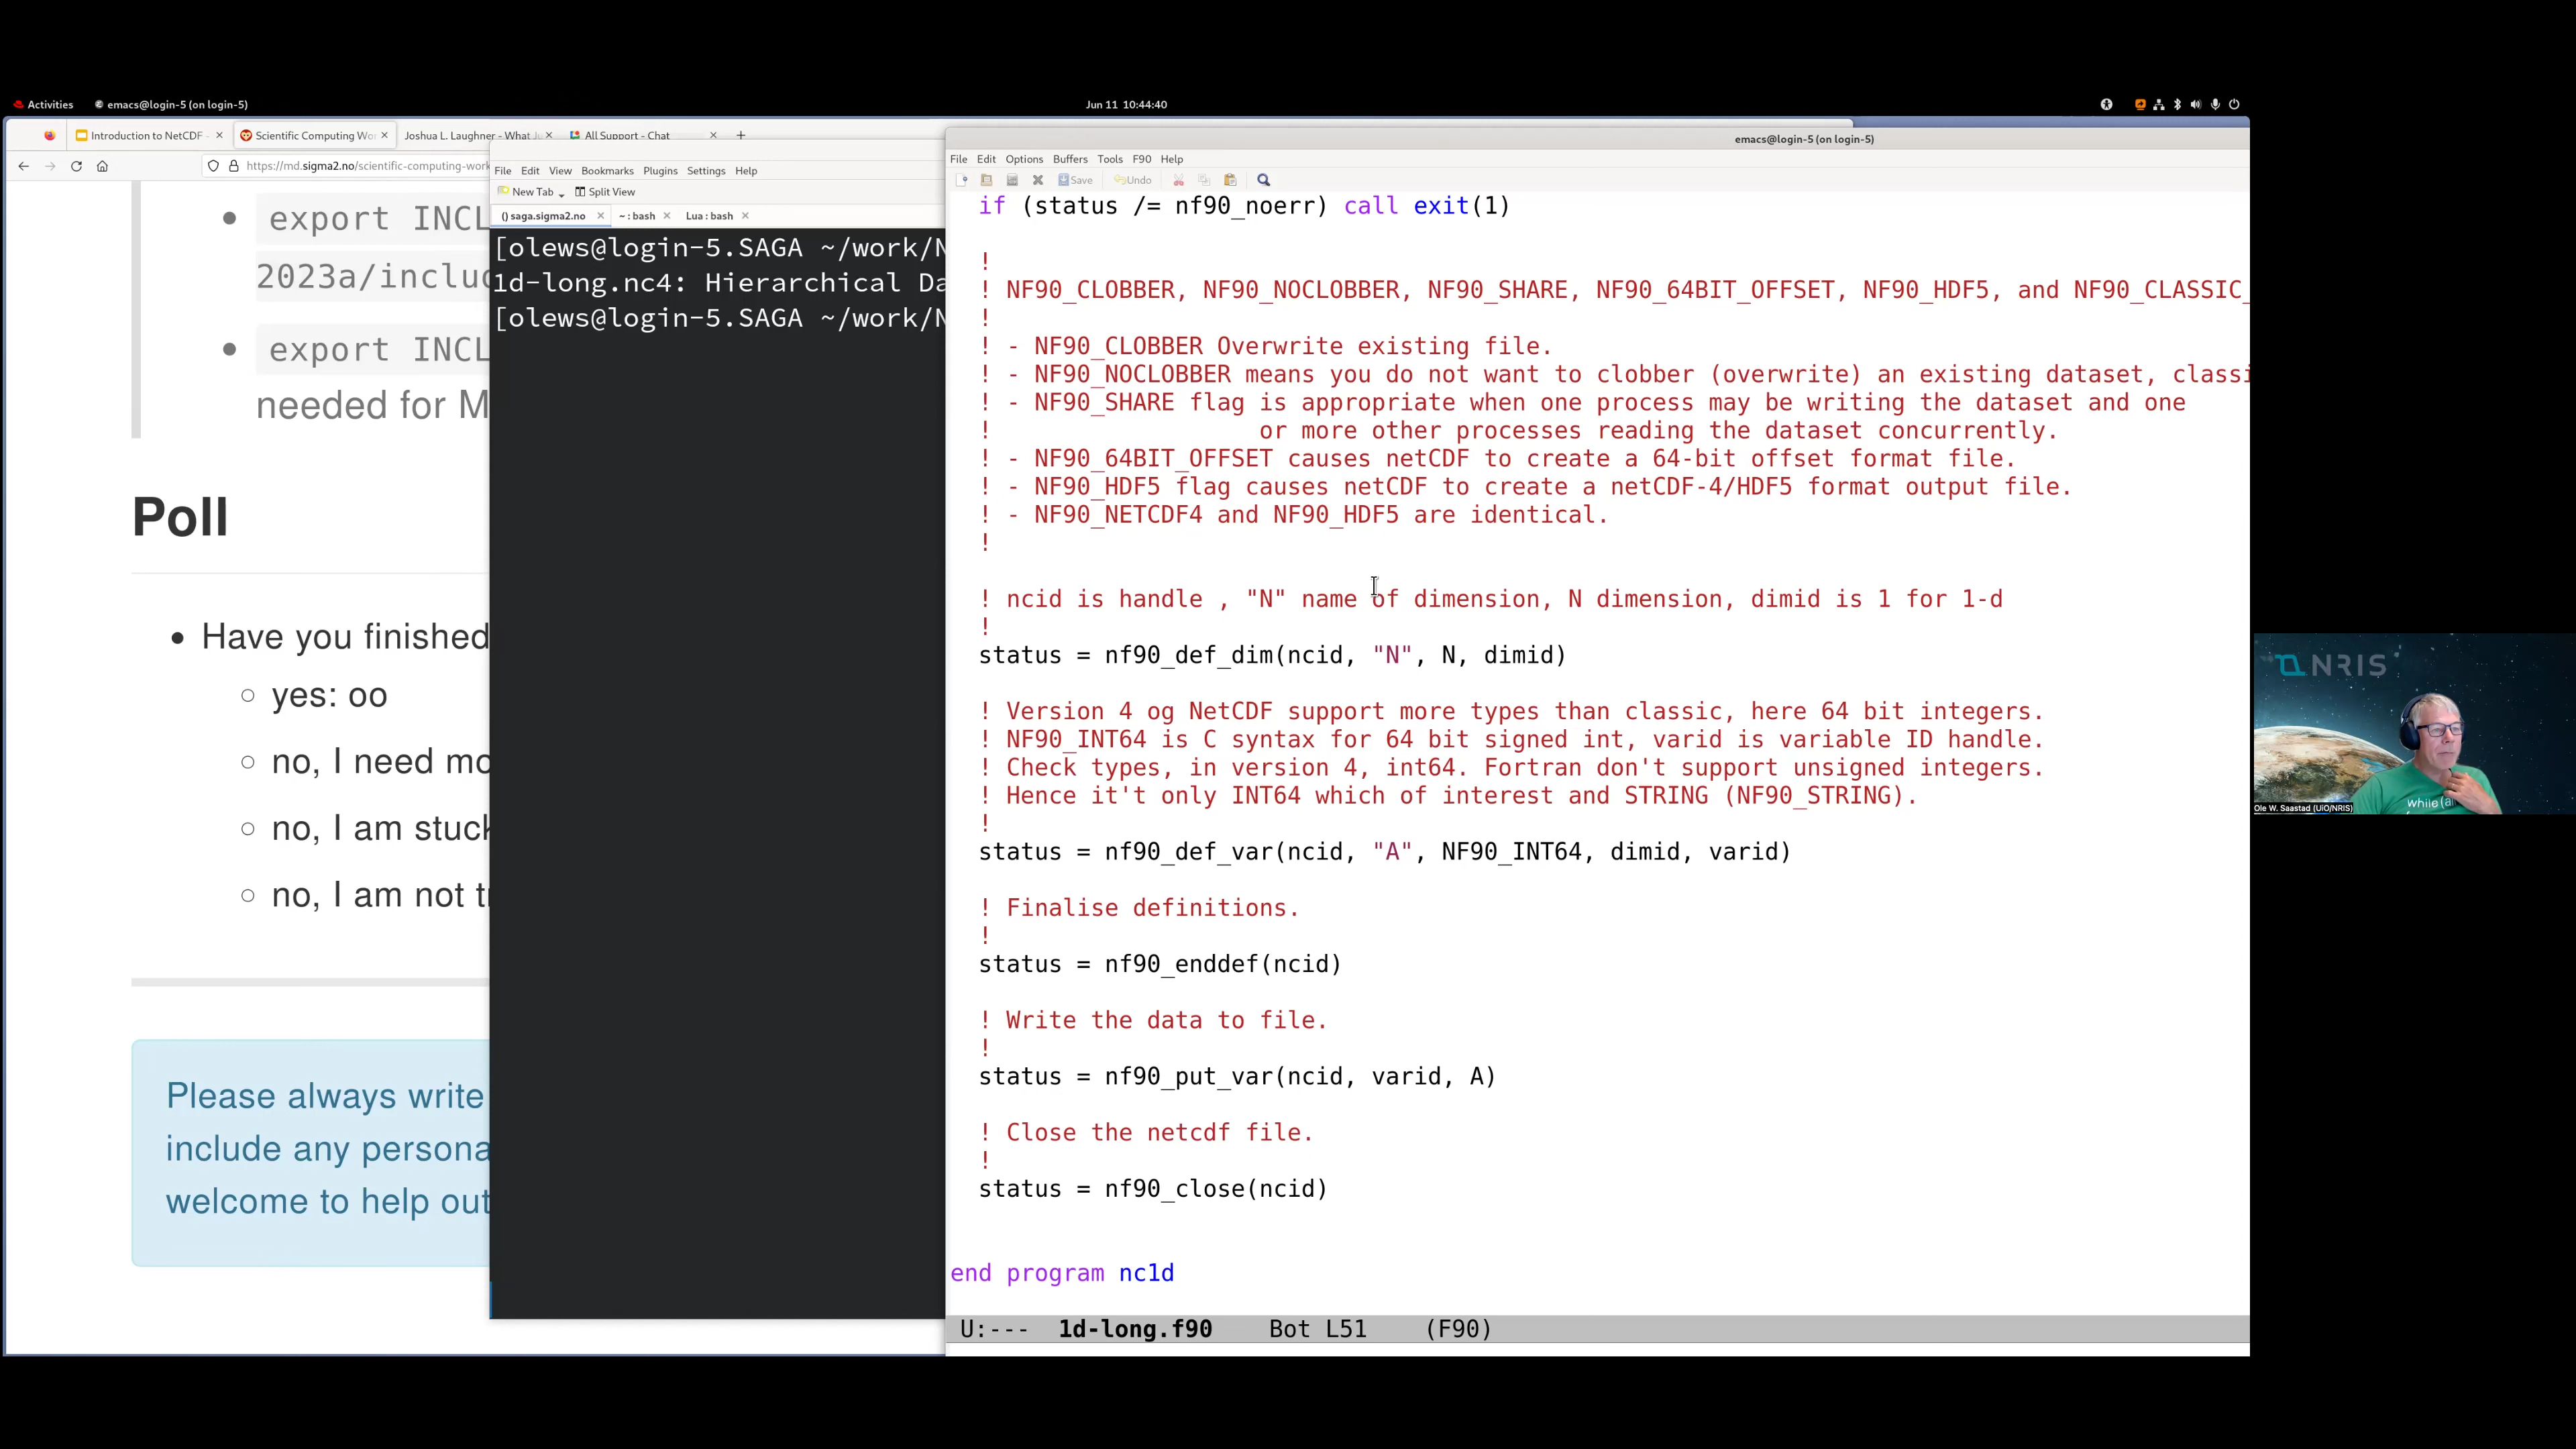 Activities
emacs@login-5 (on login-5)
Jun 11 10:44:40
Introduction to NetCDF -
Scientific Computing Wor
Joshua L. Laughner - What Ju
All Support - Chat
https://md.sigma2.no/scientific-computing-work
export INCL
2023a/includ
export INCL
needed for M
Poll
Have you finished
yes: oo
no, I need mo
no, I am stuck
no, I am not tr
Please always write
include any persona
welcome to help out
File Edit View Bookmarks Plugins Settings Help
New Tab Split View
() saga.sigma2.no
~ : bash
Lua : bash
[olews@login-5.SAGA ~/work/N
1d-long.nc4: Hierarchical Da
[olews@login-5.SAGA ~/work/N
emacs@login-5 (on login-5)
File Edit Options Buffers Tools F90 Help
Save Undo
if (status /= nf90_noerr) call exit(1)
!
! NF90_CLOBBER, NF90_NOCLOBBER, NF90_SHARE, NF90_64BIT_OFFSET, NF90_HDF5, and NF90_CLASSIC_
!
! - NF90_CLOBBER Overwrite existing file.
! - NF90_NOCLOBBER means you do not want to clobber (overwrite) an existing dataset, classi
! - NF90_SHARE flag is appropriate when one process may be writing the dataset and one
! or more other processes reading the dataset concurrently.
! - NF90_64BIT_OFFSET causes netCDF to create a 64-bit offset format file.
! - NF90_HDF5 flag causes netCDF to create a netCDF-4/HDF5 format output file.
! - NF90_NETCDF4 and NF90_HDF5 are identical.
!
! ncid is handle , "N" name of dimension, N dimension, dimid is 1 for 1-d
!
status = nf90_def_dim(ncid, "N", N, dimid)
! Version 4 og NetCDF support more types than classic, here 64 bit integers.
! NF90_INT64 is C syntax for 64 bit signed int, varid is variable ID handle.
! Check types, in version 4, int64. Fortran don't support unsigned integers.
! Hence it't only INT64 which of interest and STRING (NF90_STRING).
!
status = nf90_def_var(ncid, "A", NF90_INT64, dimid, varid)
! Finalise definitions.
!
status = nf90_enddef(ncid)
! Write the data to file.
!
status = nf90_put_var(ncid, varid, A)
! Close the netcdf file.
!
status = nf90_close(ncid)
end program nc1d
U:--- 1d-long.f90 Bot L51 (F90)
NRIS
while(a
Ole W. Saastad (UiO/NRIS)